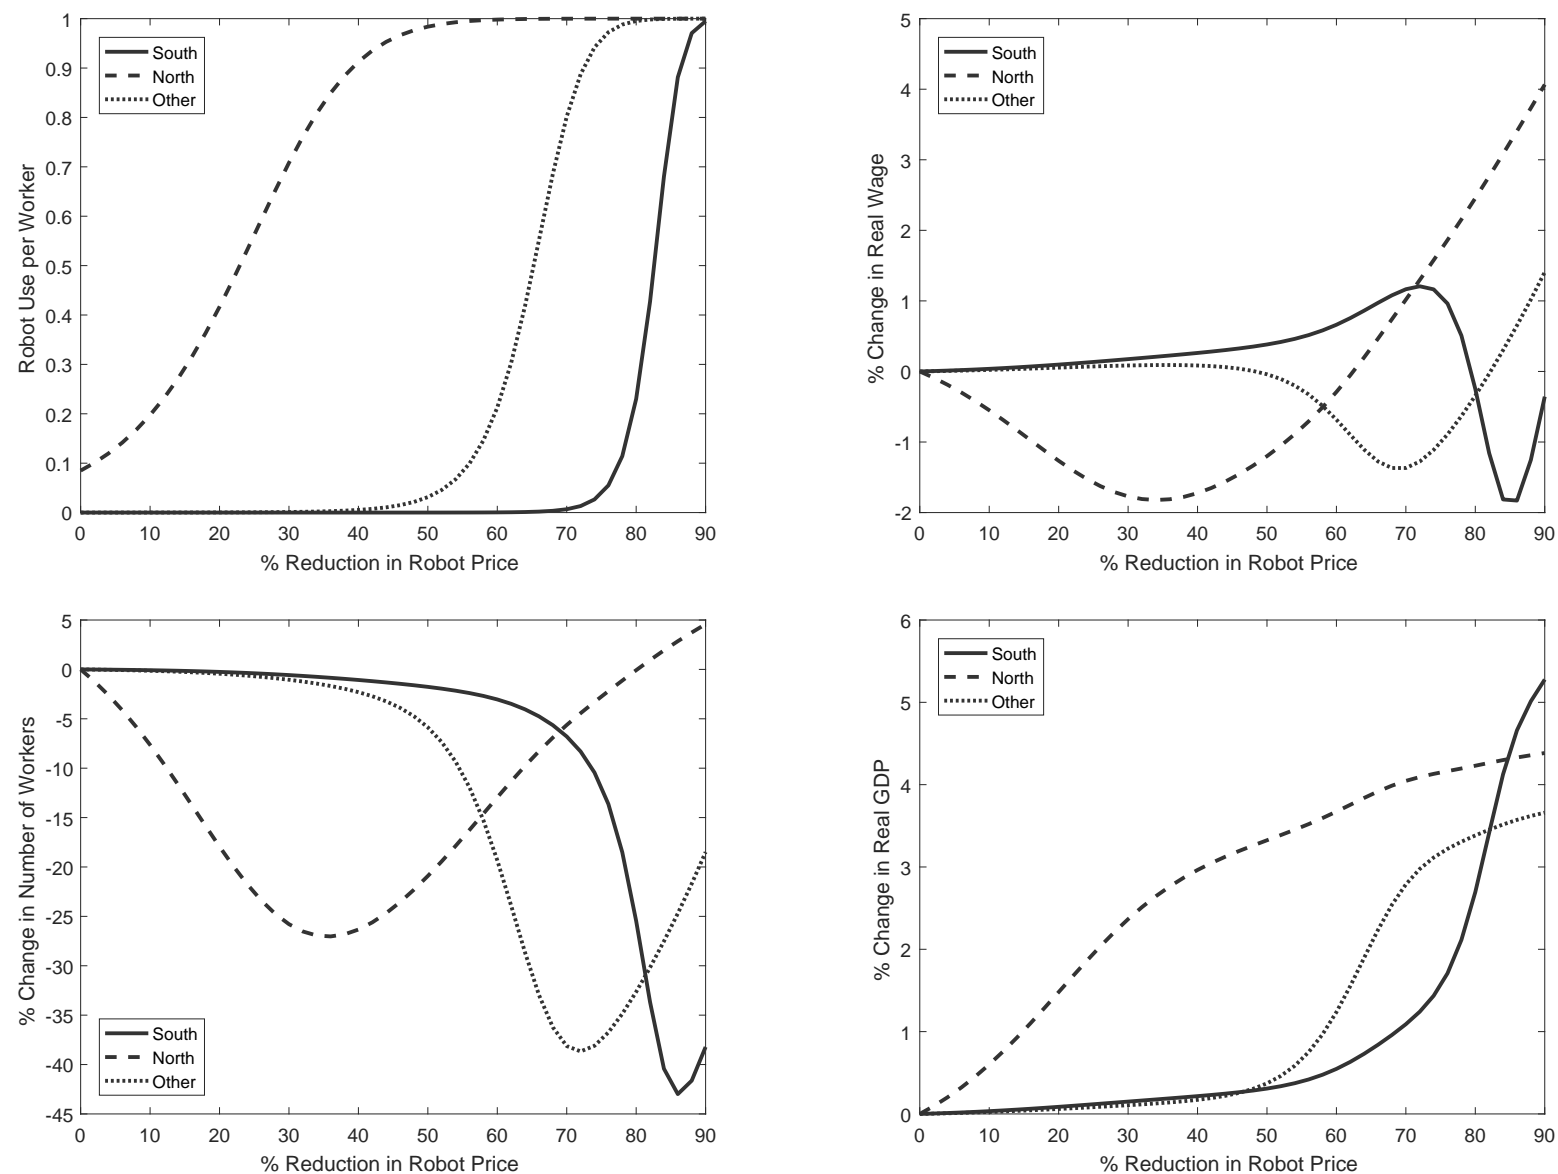 Robot Use per Worker
1
0.9
0.8
0.7
0.6
0.5
0.4
0.3
0.2
0.1
0
South
North
Other
0 10 20 30 40 50 60 70 80 90
% Reduction in Robot Price
% Change in Real Wage
5
4
3
2
1
0
-1
-2
South
North
Other
0 10 20 30 40 50 60 70 80 90
% Reduction in Robot Price
% Change in Number of Workers
5
0
-5
-10
-15
-20
-25
-30
-35
-40
-45
South
North
Other
0 10 20 30 40 50 60 70 80 90
% Reduction in Robot Price
% Change in Real GDP
6
5
4
3
2
1
0
South
North
Other
0 10 20 30 40 50 60 70 80 90
% Reduction in Robot Price